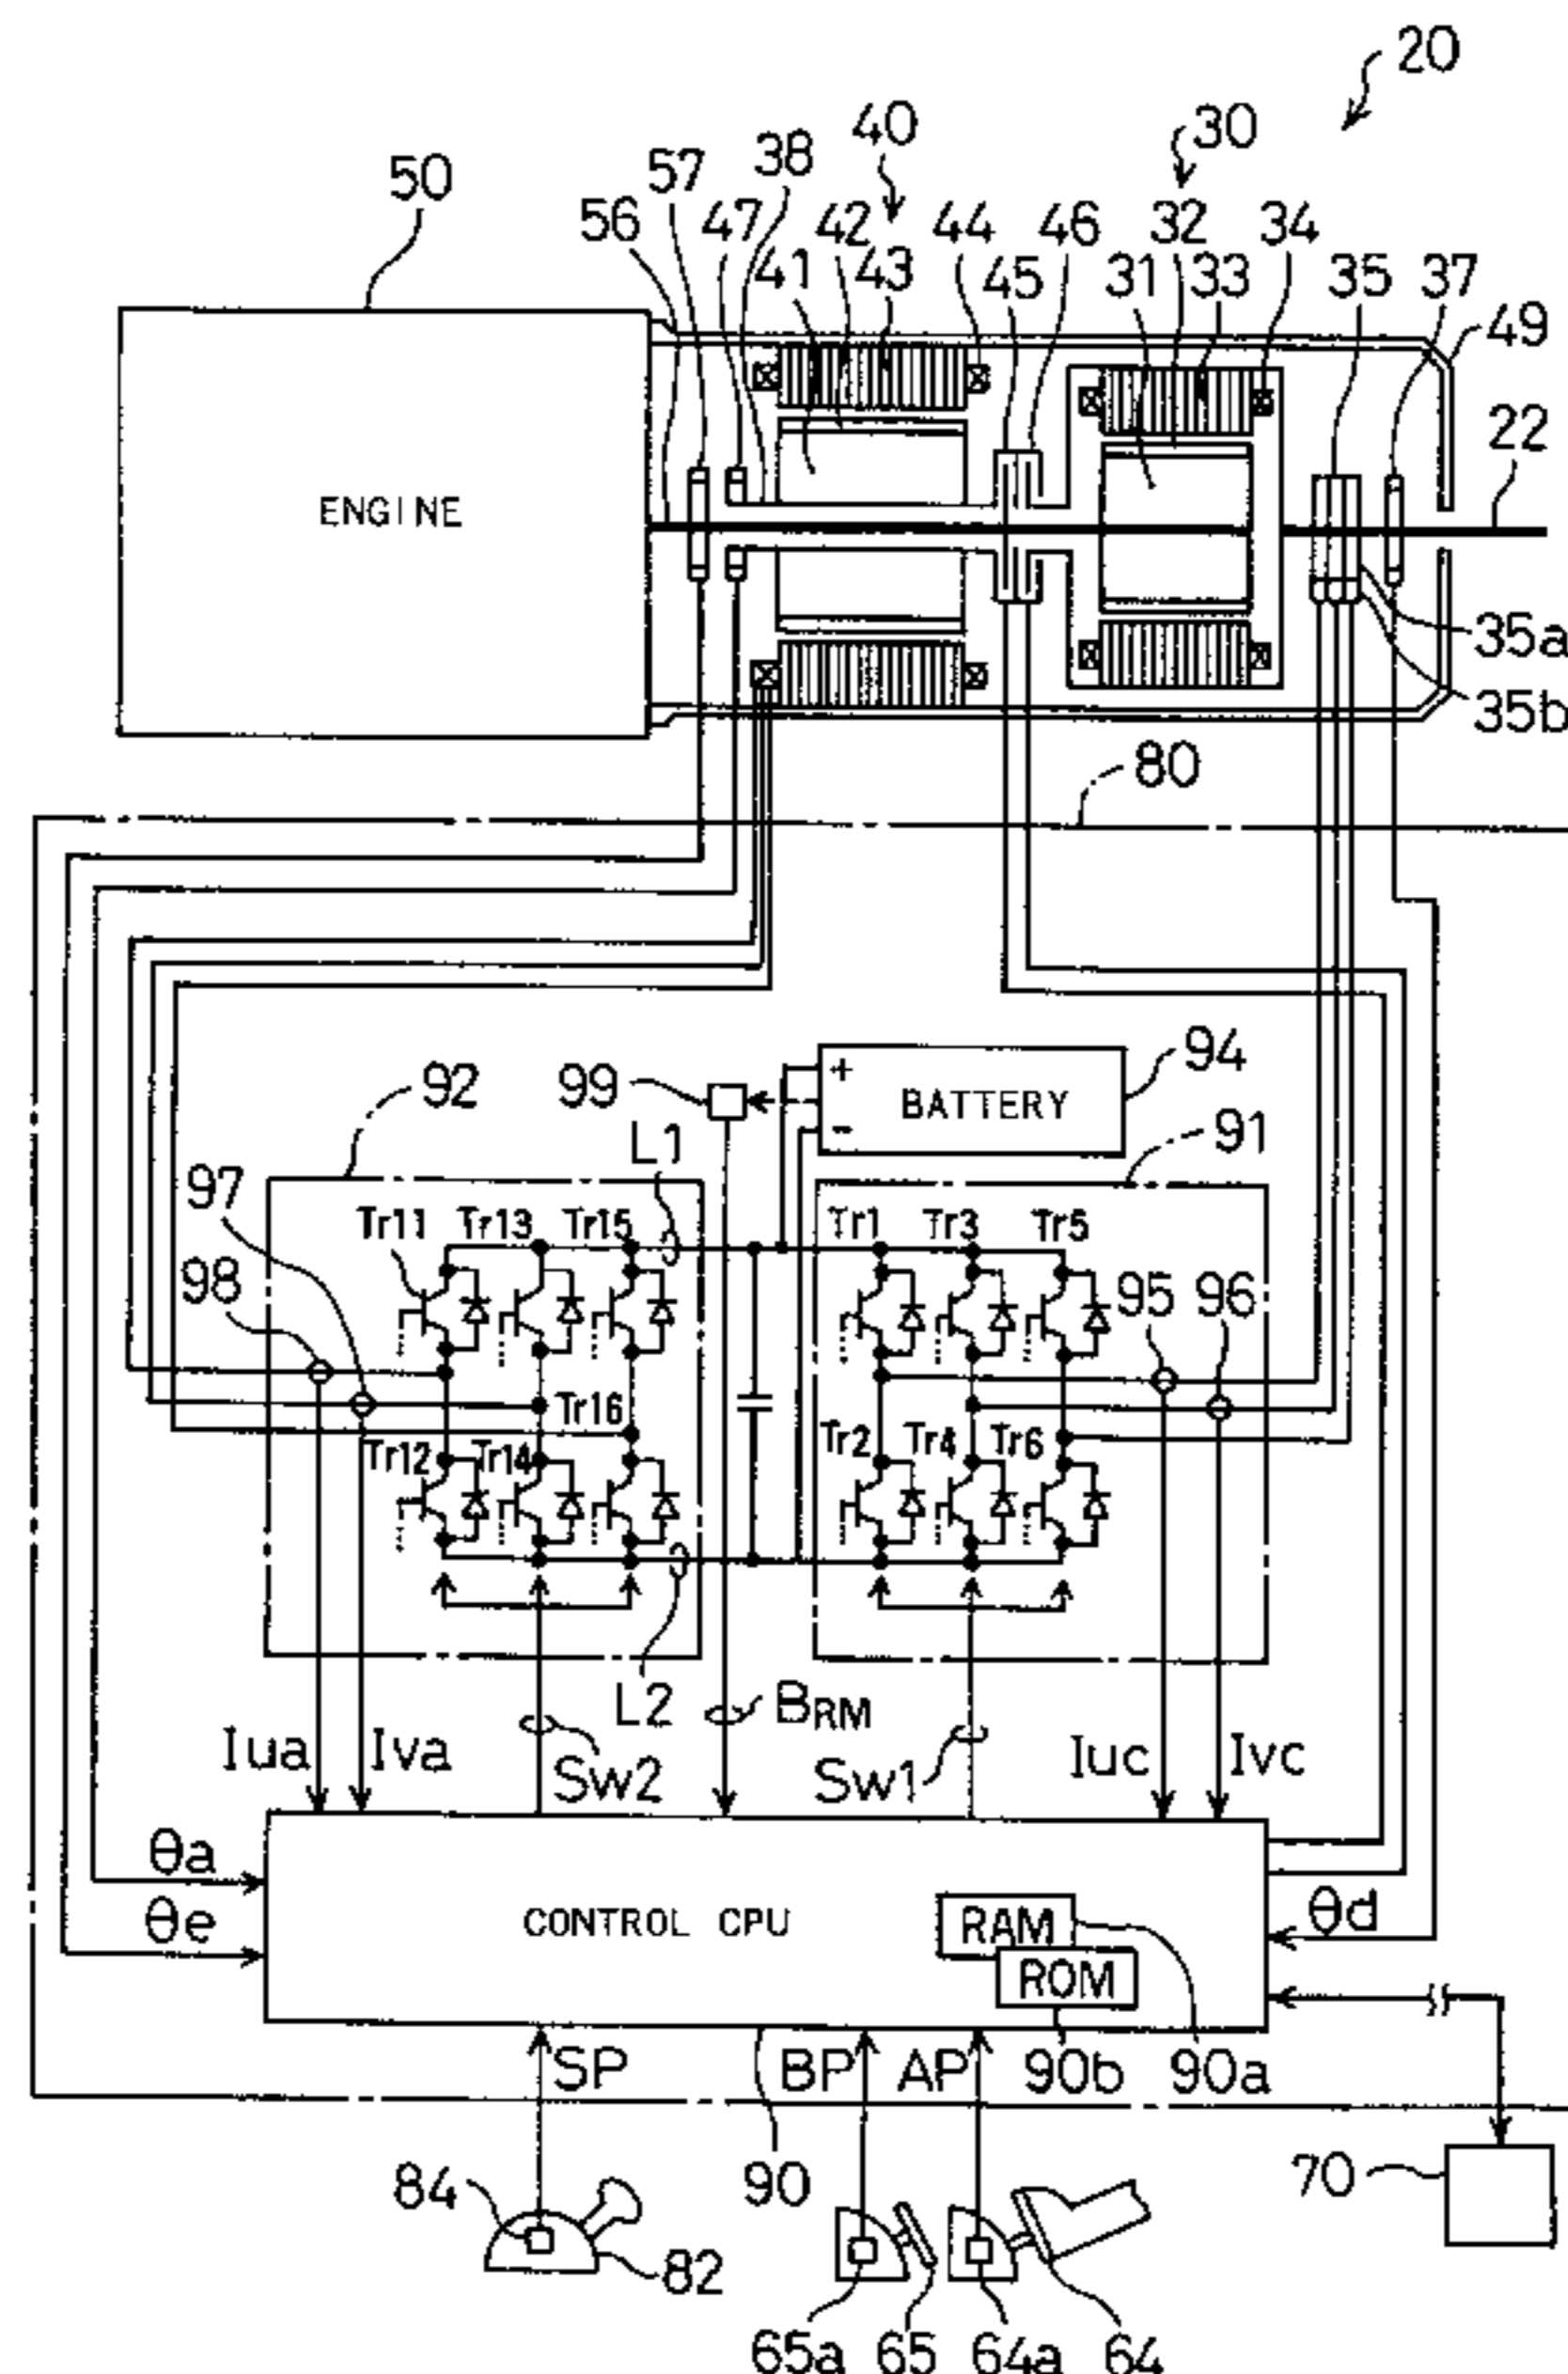 20
40
30
38
57
50
56 47 42 44 46 32 34
41 43 45 31 33 35 37
49
22
ENGINE
35a
35b
80
94
99 + BATTERY
92
−
L1
91
97
Tr11 Tr13 Tr15 Tr1 Tr3 Tr5
98
95 96
Tr16
Tr12 Tr14 Tr2 Tr4 Tr6
L2 BRM
Iua Iva Sw2 Sw1 Iuc Ivc
θa
θe
CONTROL CPU
RAM
ROM
θd
SP BP AP 90b 90a
84 90 70
82
65a 65 64a 64